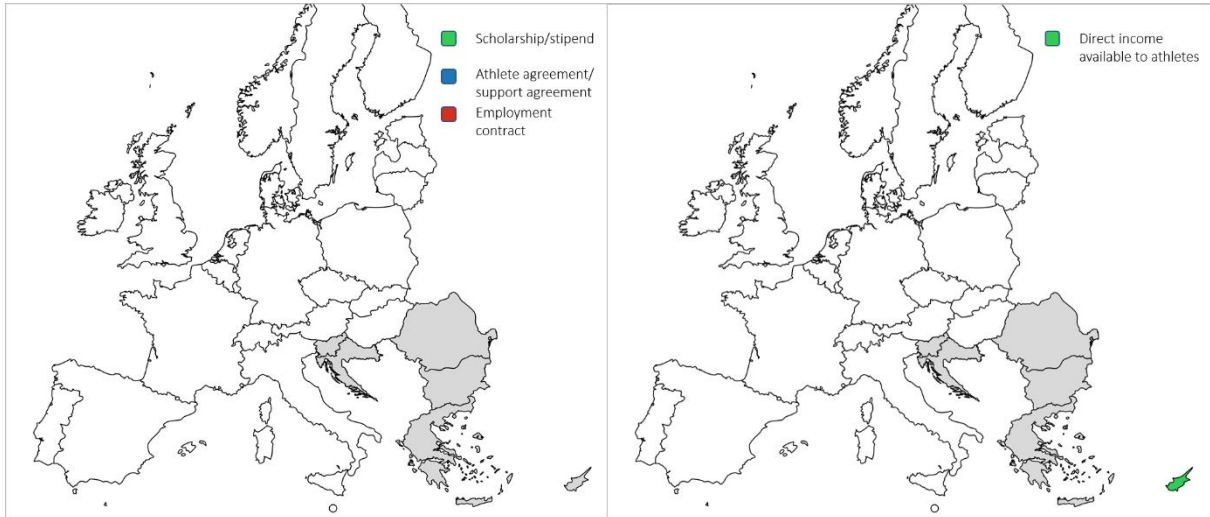 Scholarship/stipend
Athlete agreement/
support agreement
Employment
contract
Direct income
available to athletes